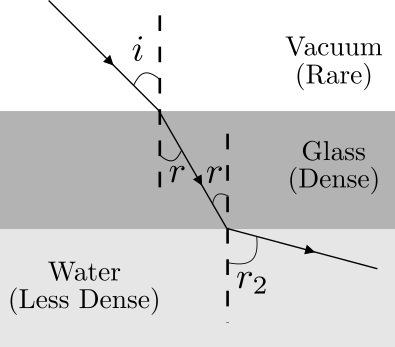 i
Vacuum
(Rare)
Glass
(Dense)
r r
Water
(Less Dense)
r₂